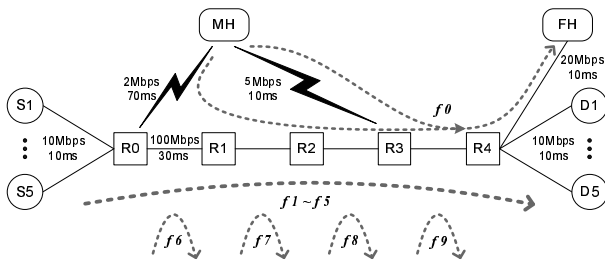 MH
FH
2Mbps
70ms
5Mbps
10ms
20Mbps
10ms
f0
S1
D1
10Mbps
10ms
R0
100Mbps
30ms
R1
R2
R3
R4
10Mbps
10ms
S5
D5
f1 ~ f5
f6
f7
f8
f9